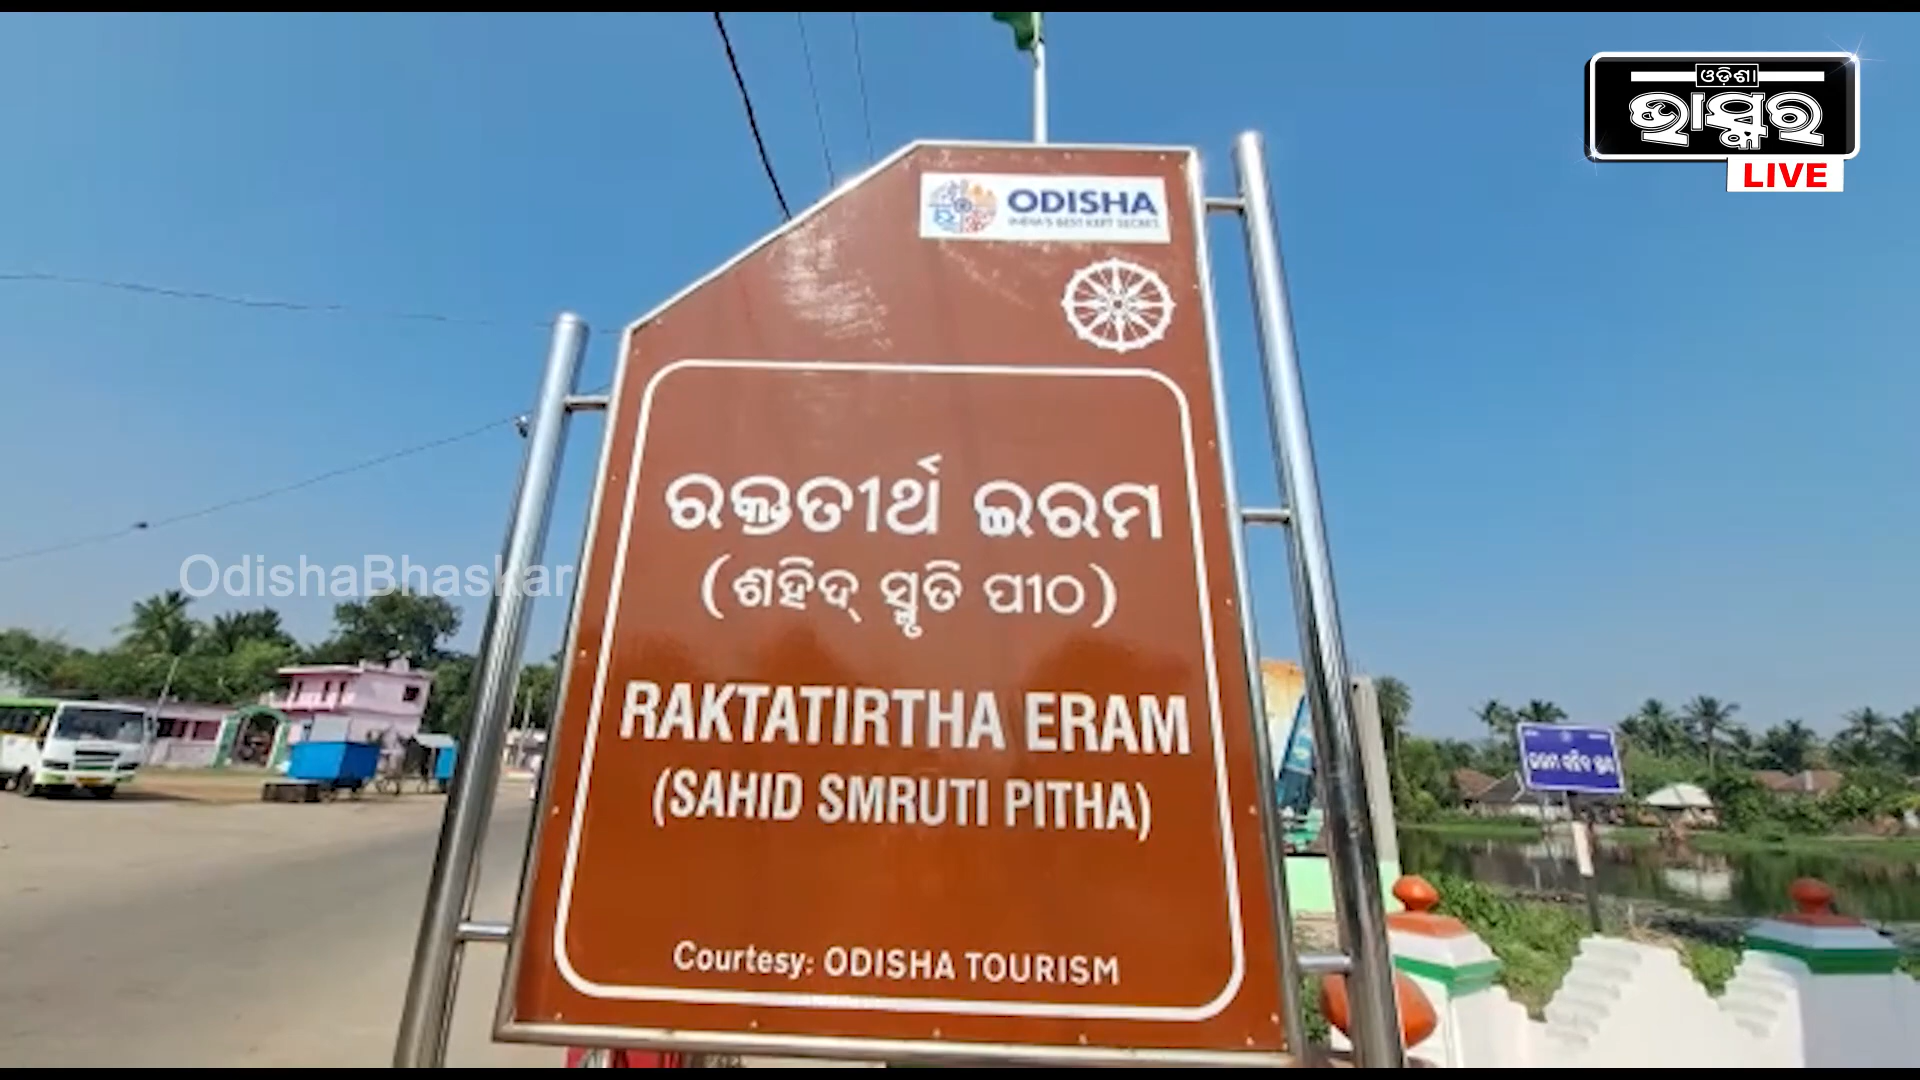 ଓଡ଼ିଶା
ଭାସ୍କର
LIVE
ODISHA
INDIA'S BEST KEPT SECRET
ରକ୍ତତୀର୍ଥ ଇରମ
(ଶହିଦ୍ ସ୍ମୃତି ପୀଠ)
RAKTATIRTHA ERAM
(SAHID SMRUTI PITHA)
Courtesy: ODISHA TOURISM
OdishaBhaskar